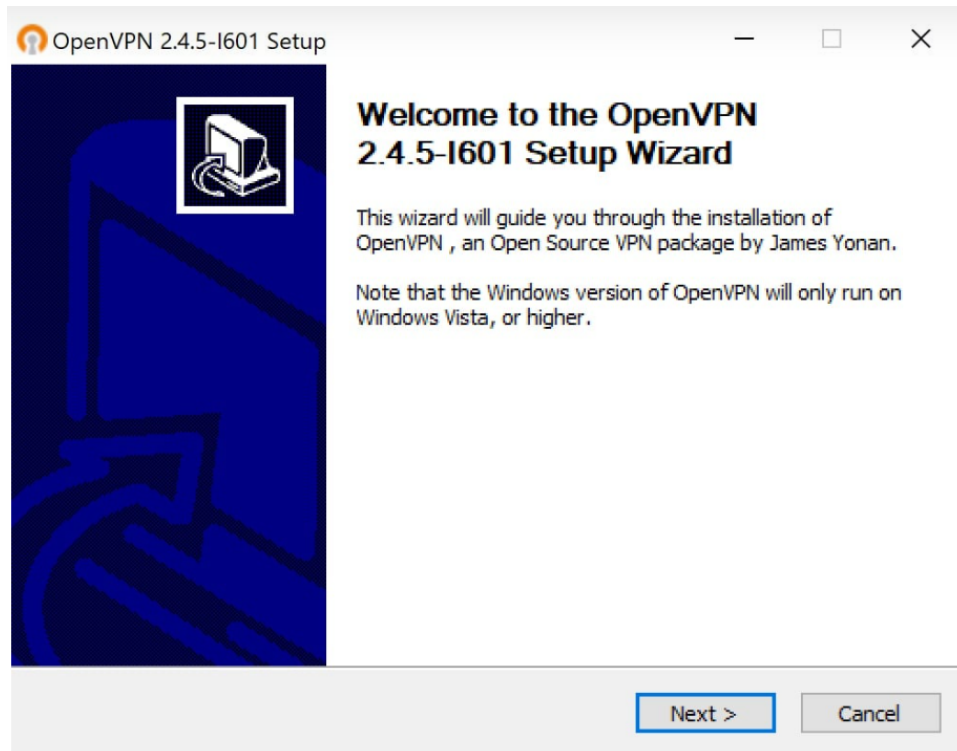 OpenVPN 2.4.5-I601 Setup
Welcome to the OpenVPN
2.4.5-I601 Setup Wizard
This wizard will guide you through the installation of
OpenVPN , an Open Source VPN package by James Yonan.
Note that the Windows version of OpenVPN will only run on
Windows Vista, or higher.
Next >
Cancel